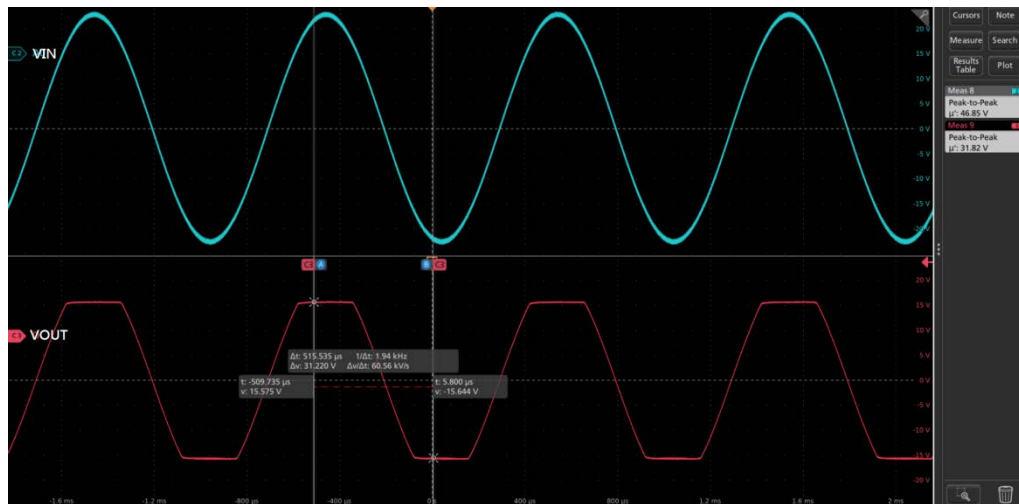 Cursors Note
C2 VIN
Measure Search
Results Table Plot
20 V
15 V
10 V
5 V
0 V
-5 V
-10 V
-15 V
Meas 8
Peak-to-Peak
µ': 46.85 V
Meas 9
Peak-to-Peak
µ': 31.82 V
C3 A
B C3
20 V
15 V
10 V
5 V
0 V
-5 V
-10 V
-15 V
-20 V
VOUT
Δt: 515.535 µs 1/Δt: 1.94 kHz
Δv: 31.220 V Δv/Δt: 60.56 kV/s
t: -509.735 µs
v: 15.575 V
t: 5.800 µs
v: -15.644 V
-1.6 ms -1.2 ms -800 µs -400 µs 0 s 400 µs 800 µs 1.2 ms 1.6 ms 2 ms